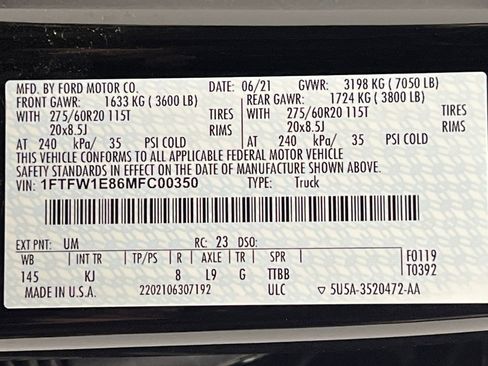 MFD. BY FORD MOTOR CO. DATE: 06/21 GVWR: 3198 KG ( 7050 LB)
FRONT GAWR: 1633 KG ( 3600 LB) REAR GAWR: 1724 KG ( 3800 LB)
WITH 275/60R20 115T TIRES WITH 275/60R20 115T TIRES
20x8.5J RIMS 20x8.5J RIMS
AT 240 kPa/ 35 PSI COLD AT 240 kPa/ 35 PSI COLD
THIS VEHICLE CONFORMS TO ALL APPLICABLE FEDERAL MOTOR VEHICLE
SAFETY STANDARDS IN EFFECT ON THE DATE OF MANUFACTURE SHOWN ABOVE.
VIN: 1FTFW1E86MFC00350 TYPE: Truck
EXT PNT: UM RC: 23 DSO:
WB INT TR TP/PS R AXLE TR SPR F0119
145 KJ 8 L9 G TTBB T0392
MADE IN U.S.A. 2202106307192 ULC ▽ 5U5A-3520472-AA